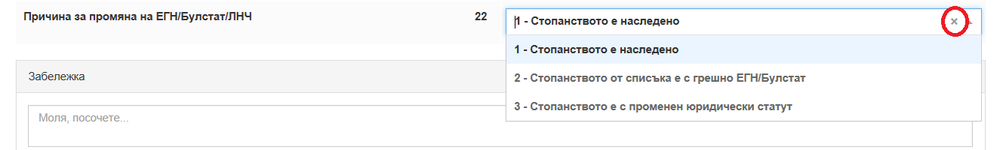 Причина за промяна на ЕГН/Булстат/ЛНЧ 22 1 - Стопанството е наследено
1 - Стопанството е наследено
2 - Стопанството от списъка е с грешно ЕГН/Булстат
3 - Стопанството е с променен юридически статут
Забележка
Моля, посочете...